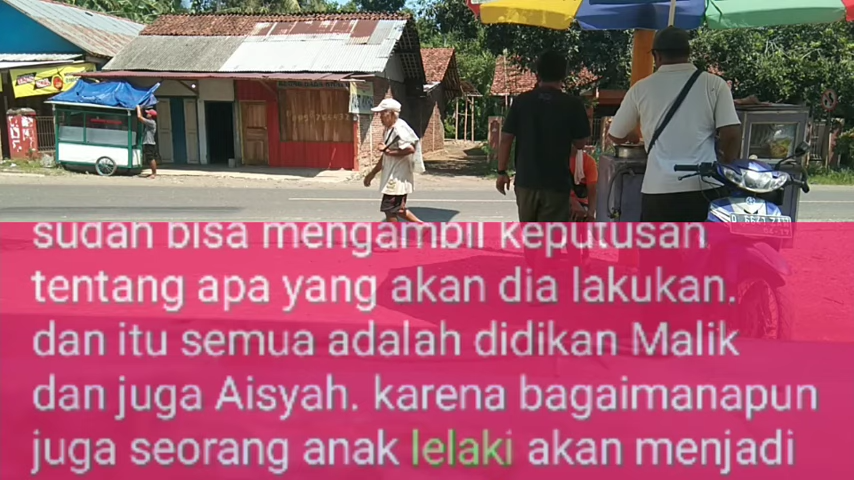 sudah bisa mengambil keputusan
tentang apa yang akan dia lakukan.
dan itu semua adalah didikan Malik
dan juga Aisyah. karena bagaimanapun
juga seorang anak lelaki akan menjadi